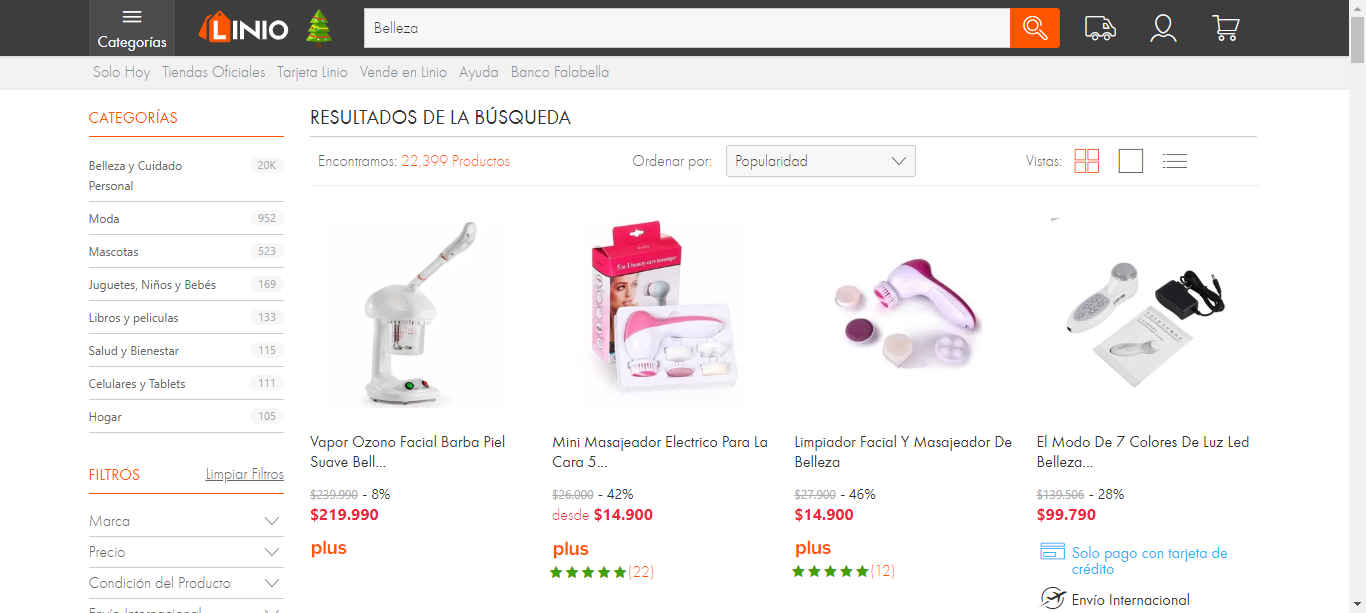 Categorías
LINIO
Belleza
Solo Hoy Tiendas Oficiales Tarjeta Linio Vende en Linio Ayuda Banco Falabella
CATEGORÍAS
Belleza y Cuidado Personal 20K
Moda 952
Mascotas 523
Juguetes, Niños y Bebés 169
Libros y peliculas 133
Salud y Bienestar 115
Celulares y Tablets 111
Hogar 105
FILTROS Limpiar Filtros
Marca
Precio
Condición del Producto
Envío Internacional
RESULTADOS DE LA BÚSQUEDA
Encontramos: 22,399 Productos Ordenar por: Popularidad Vistas:
5 in 1 beauty care massager
Vapor Ozono Facial Barba Piel
Suave Bell...
$239.990 - 8%
$219.990
plus
Mini Masajeador Electrico Para La
Cara 5...
$26.000 - 42%
desde $14.900
plus
(22)
Limpiador Facial Y Masajeador De
Belleza
$27.900 - 46%
$14.900
plus
(12)
El Modo De 7 Colores De Luz Led
Belleza...
$139.506 - 28%
$99.790
Solo pago con tarjeta de
crédito
Envío Internacional